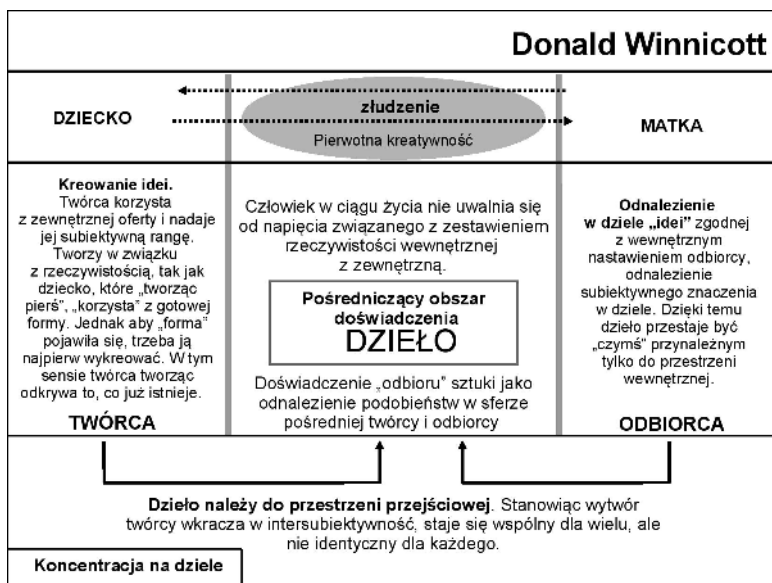 Donald Winnicott
DZIECKO
złudzenie
Pierwotna kreatywność
MATKA
Kreowanie idei.
Twórca korzysta
z zewnętrznej oferty i nadaje
jej subiektywną rangę.
Tworzy w związku
z rzeczywistością, tak jak
dziecko, które „tworząc
pierś”, „korzysta” z gotowej
formy. Jednak aby „forma”
pojawiła się, trzeba ją
najpierw wykreować. W tym
sensie twórca tworząc
odkrywa to, co już istnieje.
TWÓRCA
Człowiek w ciągu życia nie uwalnia się
od napięcia związanego z zestawieniem
rzeczywistości wewnętrznej
z zewnętrzną.
Pośredniczący obszar
doświadczenia
DZIEŁO
Doświadczenie „odbioru” sztuki jako
odnalezienie podobieństw w sferze
pośredniej twórcy i odbiorcy
Odnalezienie
w dziele „idei” zgodnej
z wewnętrznym
nastawieniem odbiorcy,
odnalezienie
subiektywnego znaczenia
w dziele. Dzięki temu
dzieło przestaje być
„czymś” przynależnym
tylko do przestrzeni
wewnętrznej.
ODBIORCA
Dzieło należy do przestrzeni przejściowej. Stanowiąc wytwór
twórcy wkracza w intersubiektywność, staje się wspólny dla wielu, ale
nie identyczny dla każdego.
Koncentracja na dziele